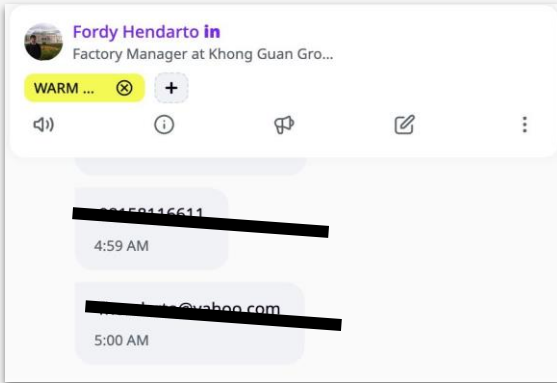 Fordy Hendarto in
Factory Manager at Khong Guan Gro...
WARM ...
4:59 AM
5:00 AM